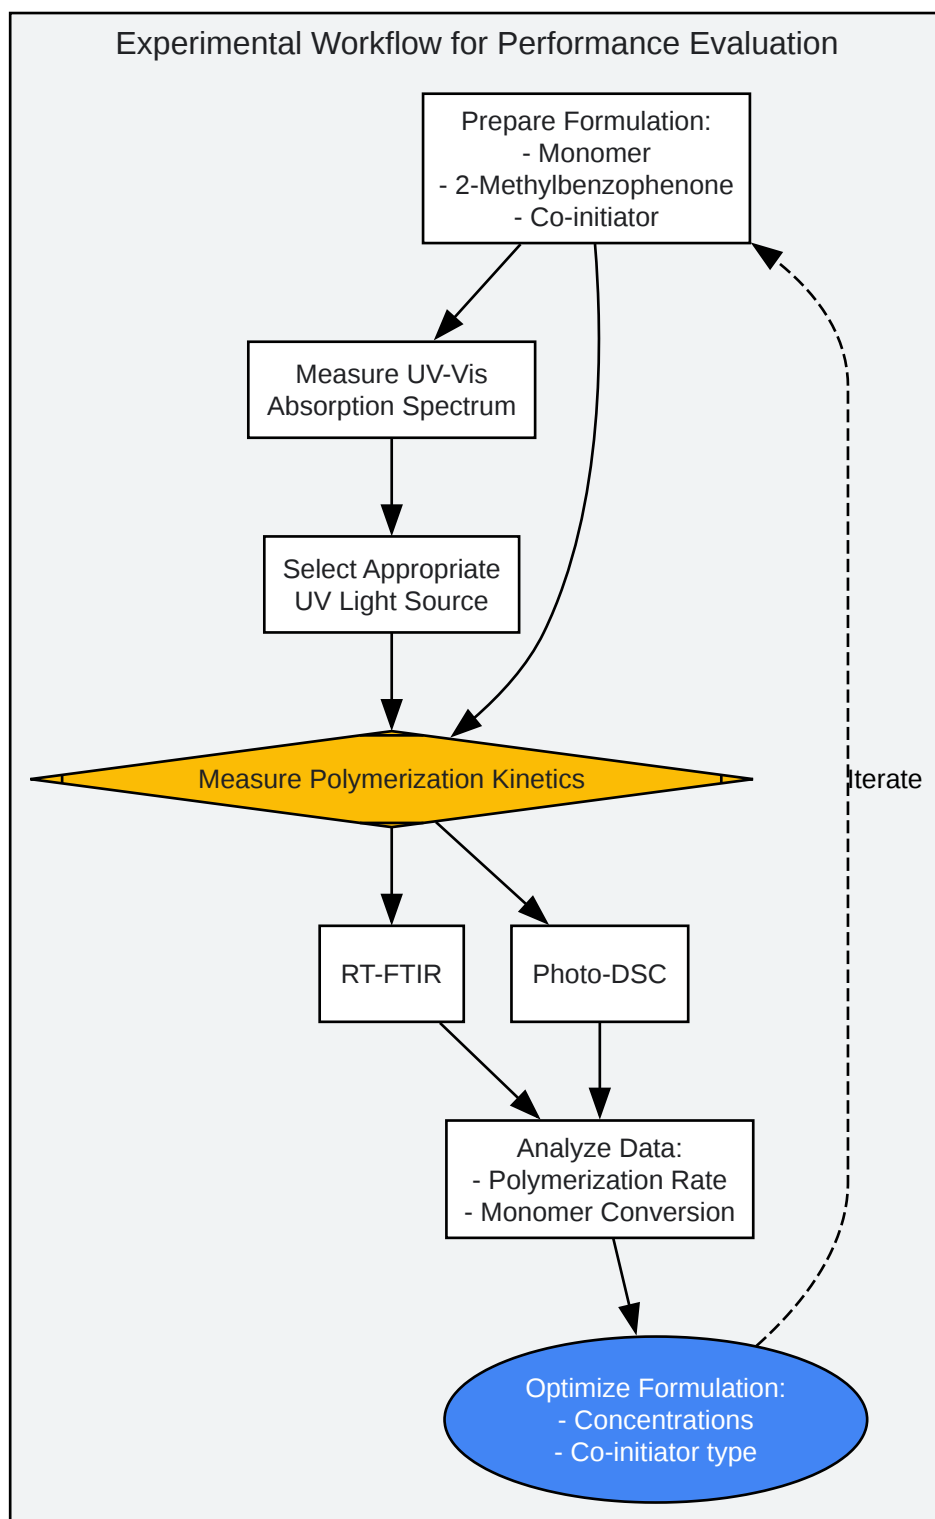 Experimental Workflow for Performance Evaluation
Prepare Formulation:
- Monomer
- 2-Methylbenzophenone
- Co-initiator
Measure UV-Vis
Absorption Spectrum
Select Appropriate
UV Light Source
Measure Polymerization Kinetics
Iterate
RT-FTIR
Photo-DSC
Analyze Data:
- Polymerization Rate
- Monomer Conversion
Optimize Formulation:
- Concentrations
- Co-initiator type